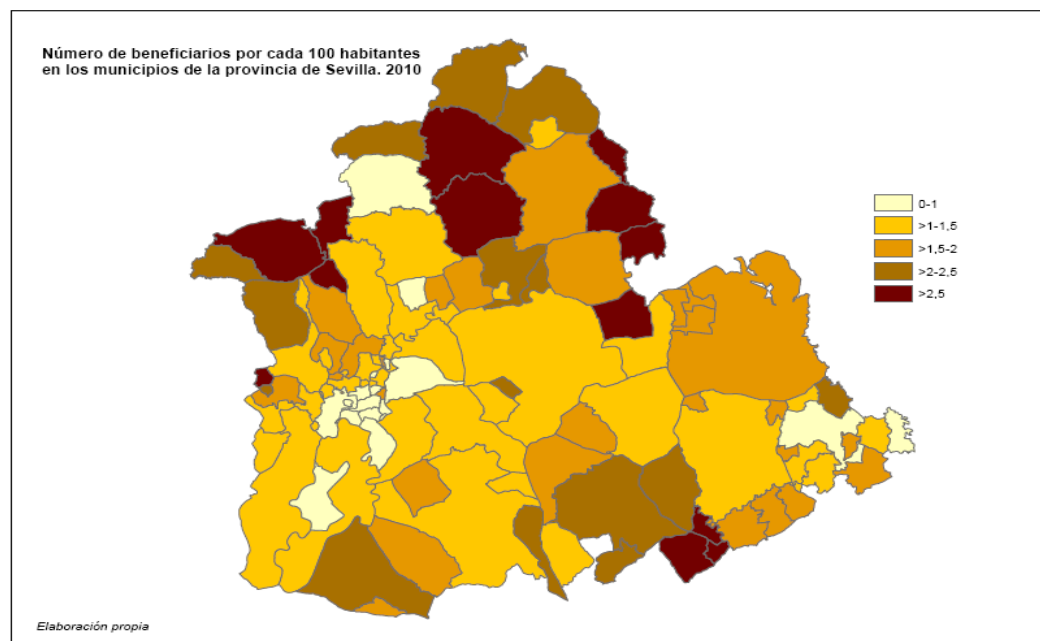 Número de beneficiarios por cada 100 habitantes
en los municipios de la provincia de Sevilla. 2010
0-1
>1-1,5
>1,5-2
>2-2,5
>2,5
Elaboración propia